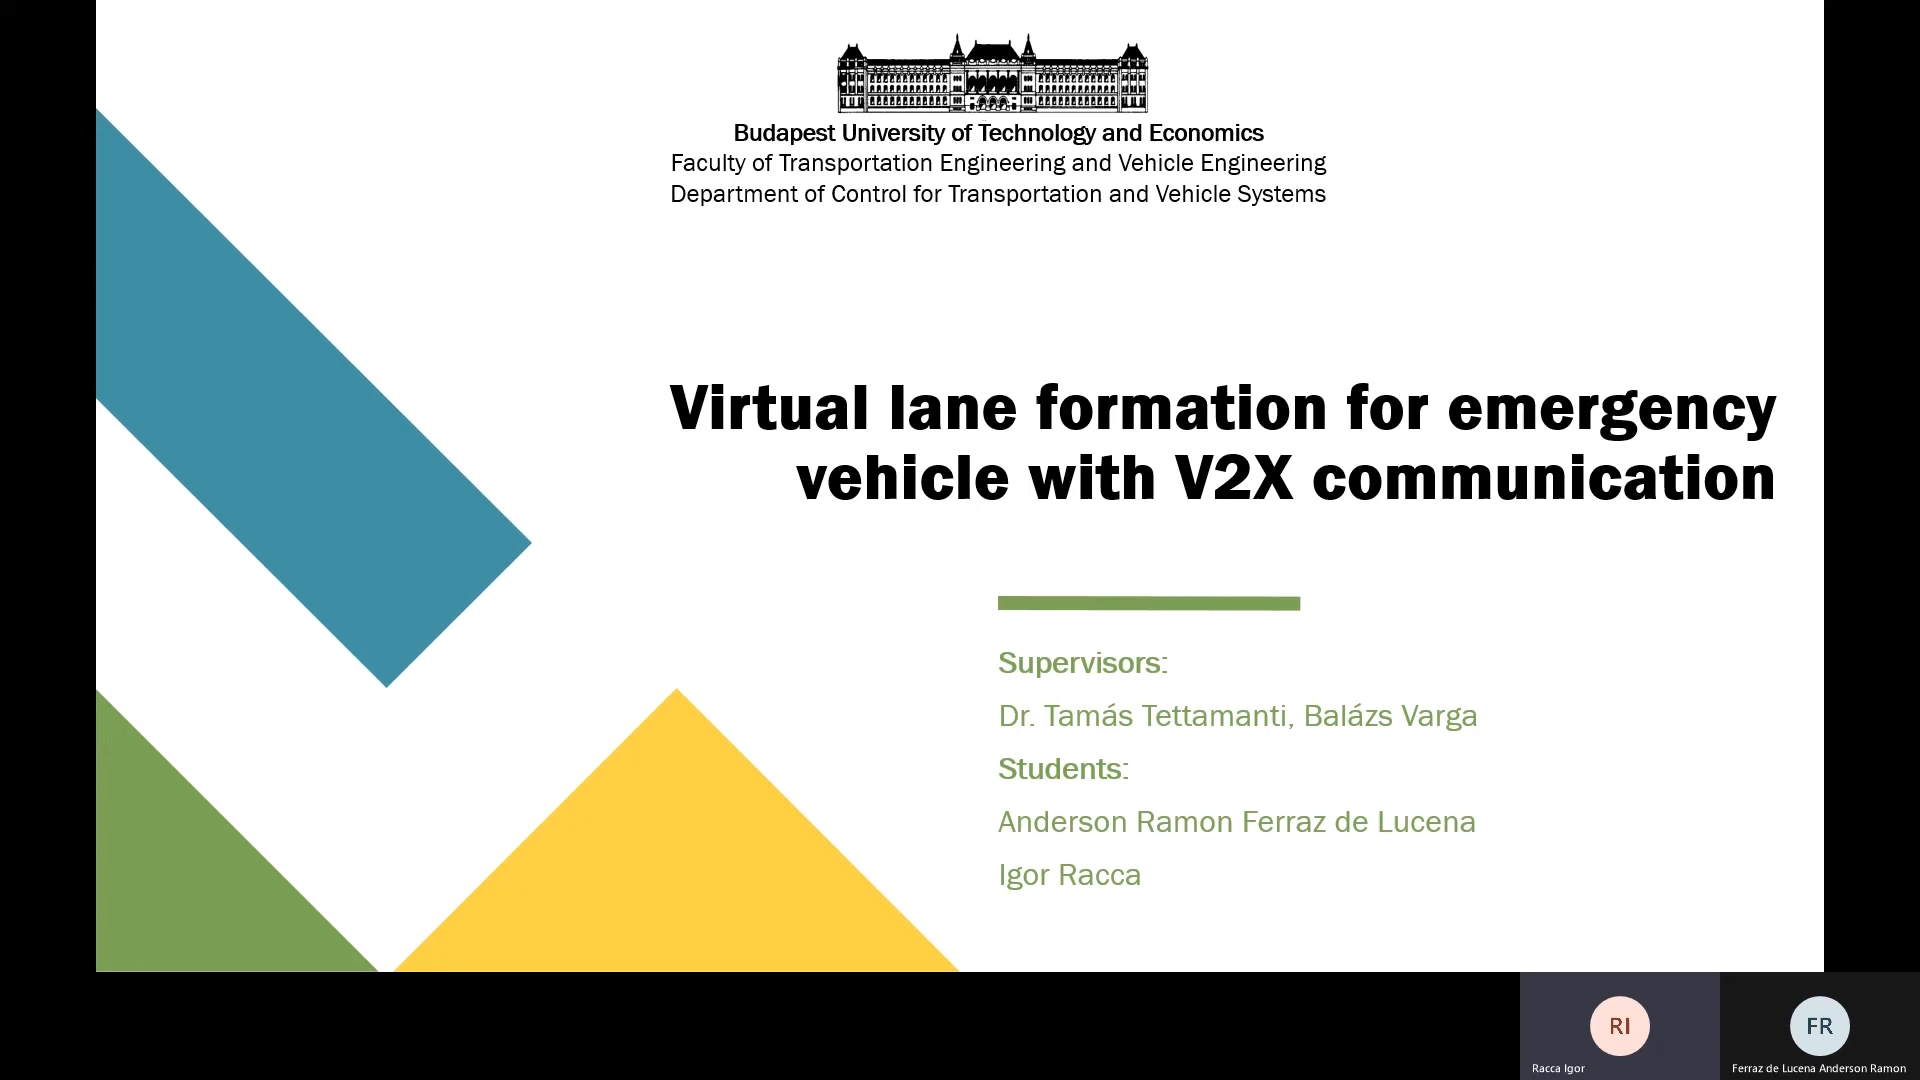 Budapest University of Technology and Economics
Faculty of Transportation Engineering and Vehicle Engineering
Department of Control for Transportation and Vehicle Systems
Virtual lane formation for emergency
vehicle with V2X communication
Supervisors:
Dr. Tamás Tettamanti, Balázs Varga
Students:
Anderson Ramon Ferraz de Lucena
Igor Racca
RI
Racca Igor
FR
Ferraz de Lucena Anderson Ramon